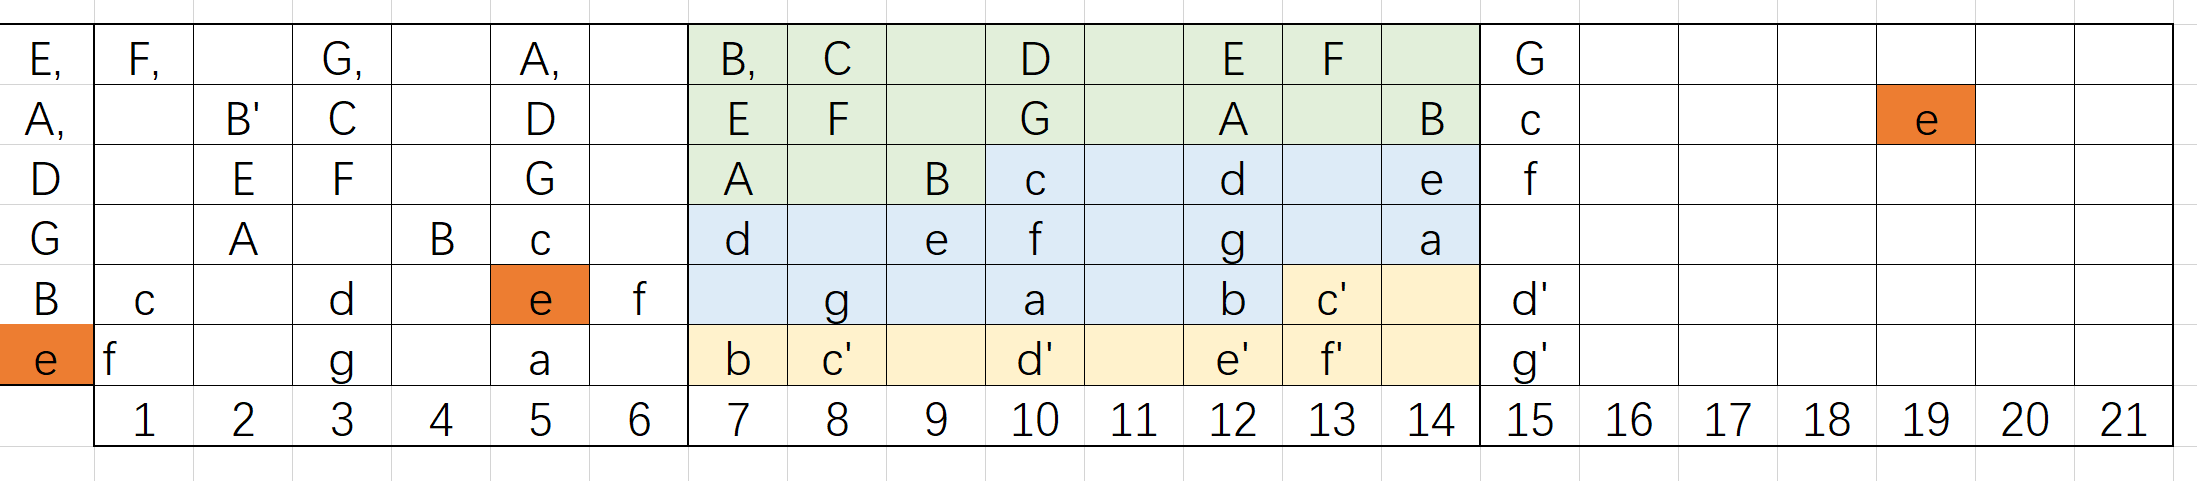 E, F, G, A, B, C D E F G
A, B' C D E F G A B c e
D E F G A B c d e f
G A B c d e f g a
B c d e f g a b c' d'
e f g a b c' d' e' f' g'
1 2 3 4 5 6 7 8 9 10 11 12 13 14 15 16 17 18 19 20 21